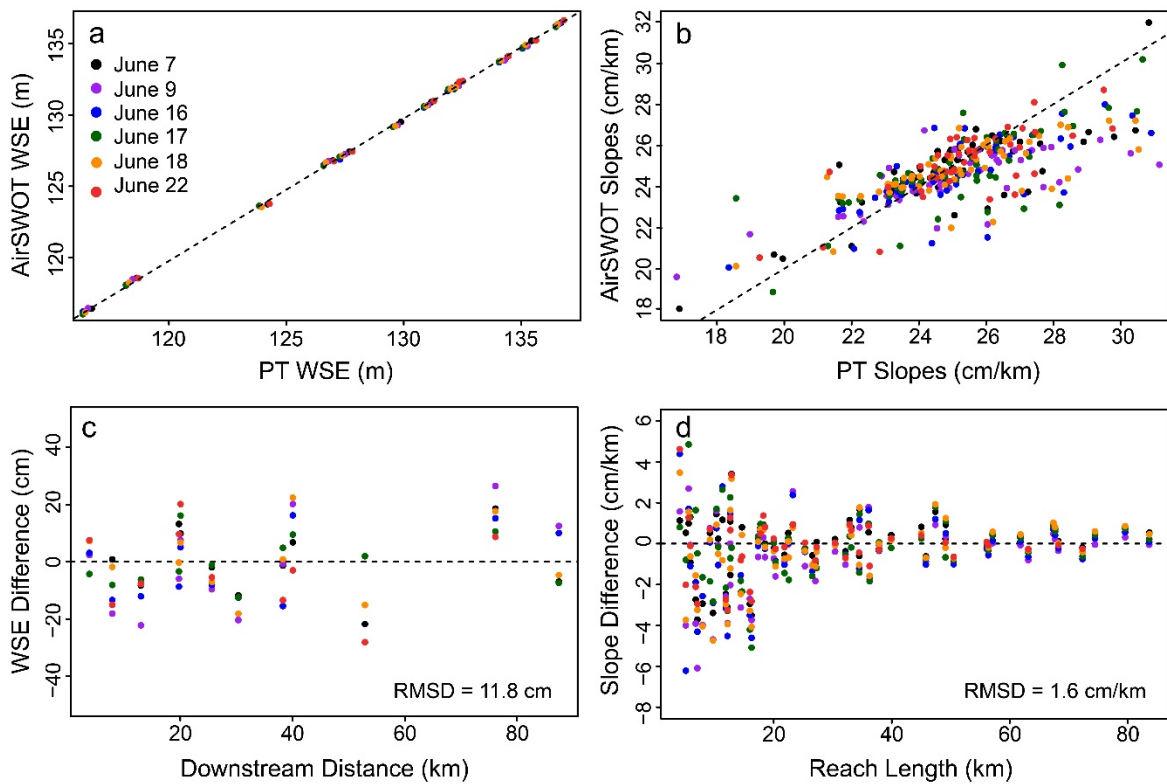 a
June 7
June 9
June 16
June 17
June 18
June 22
AirSWOT WSE (m)
120
125
130
135
120
125
130
135
PT WSE (m)
b
AirSWOT Slopes (cm/km)
18
20
22
24
26
28
32
18
20
22
24
26
28
30
PT Slopes (cm/km)
c
WSE Difference (cm)
−40
−20
0
20
40
RMSD = 11.8 cm
20
40
60
80
Downstream Distance (km)
d
Slope Difference (cm/km)
−8
−6
−4
−2
0
2
4
6
RMSD = 1.6 cm/km
20
40
60
80
Reach Length (km)